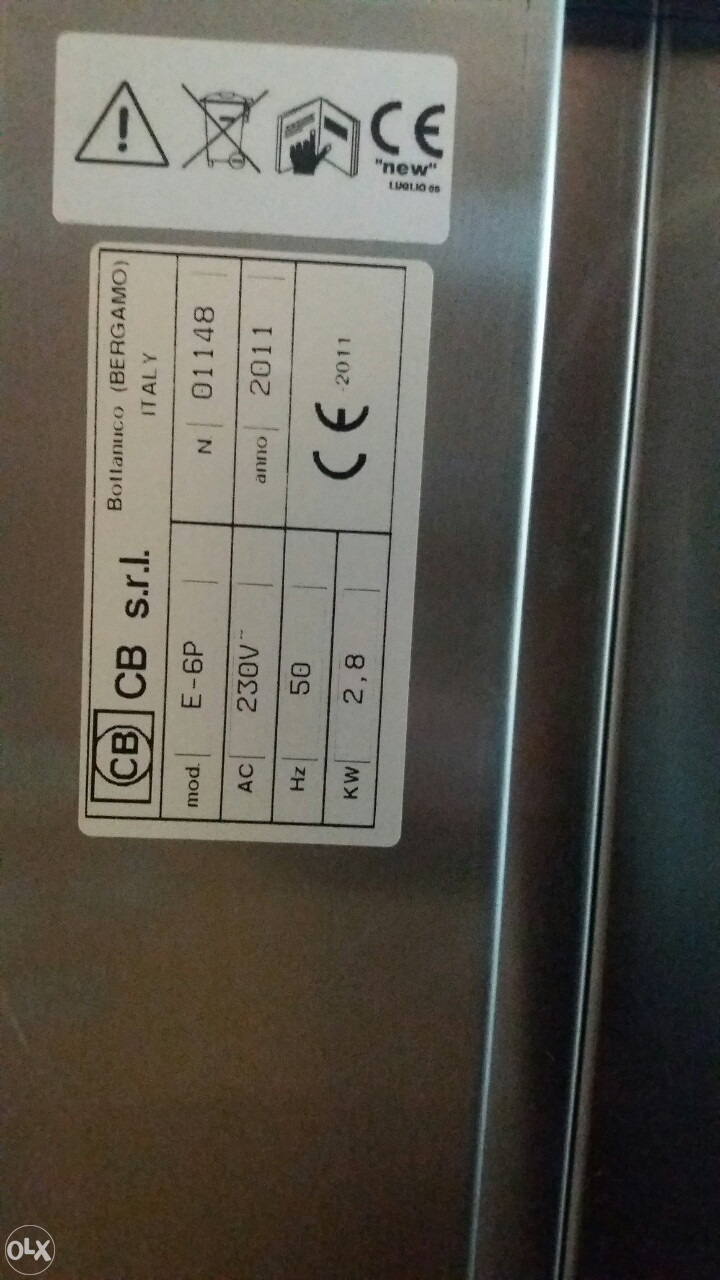 CE
"new"
LUGLIO 05
CB CB s.r.l. Bottanuco (BERGAMO)
ITALY
mod. E-6P N. 01148
AC 230V~ anno 2011
Hz 50
KW 2,8
CE -2011
OLX